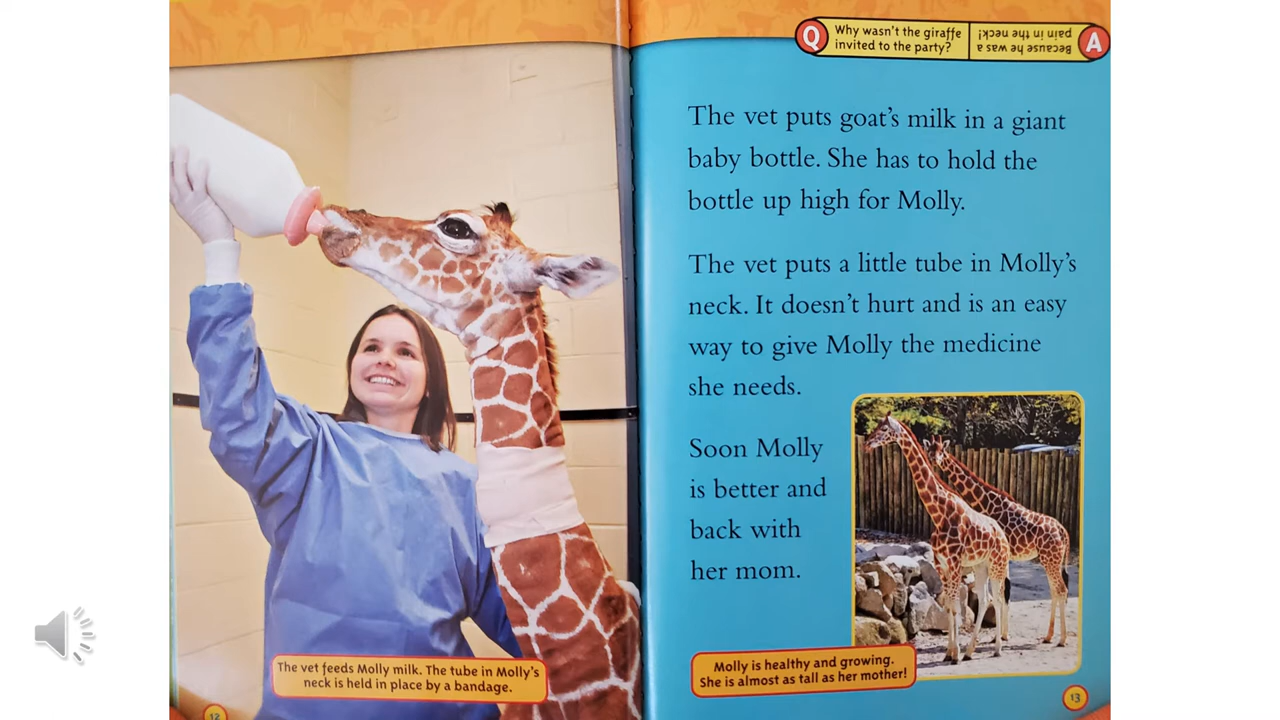 The vet feeds Molly milk. The tube in Molly's
neck is held in place by a bandage.
12
Q
Why wasn't the giraffe
invited to the party?
Because he was a
pain in the neck!
A
The vet puts goat's milk in a giant
baby bottle. She has to hold the
bottle up high for Molly.
The vet puts a little tube in Molly's
neck. It doesn't hurt and is an easy
way to give Molly the medicine
she needs.
Soon Molly
is better and
back with
her mom.
Molly is healthy and growing.
She is almost as tall as her mother!
13